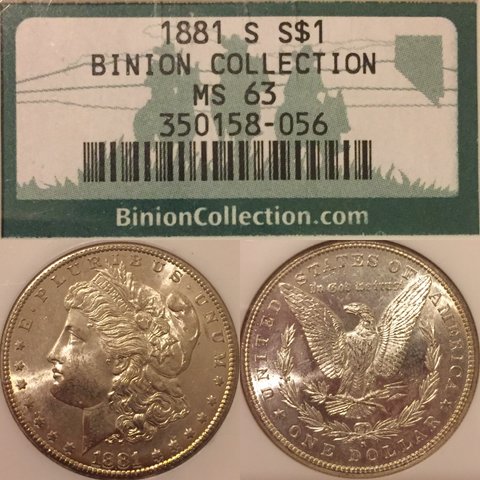 1881 S S$1
BINION COLLECTION
MS 63
350158-056
BinionCollection.com
E·PLURIBUS·UNUM
LIBERTY
1881
UNITED STATES OF AMERICA
In God we trust
ONE DOLLAR
S